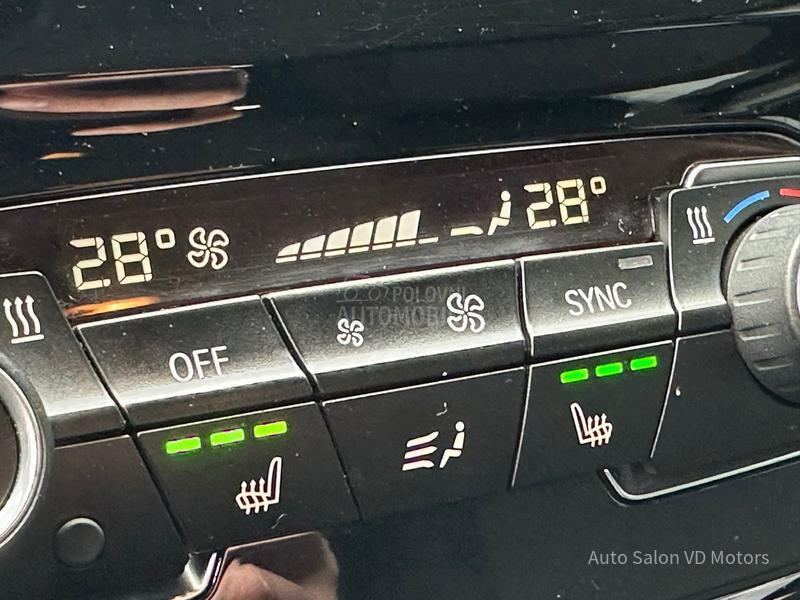 28° 28°
POLOVNI
AUTOMOBILI
OFF
SYNC
Auto Salon VD Motors